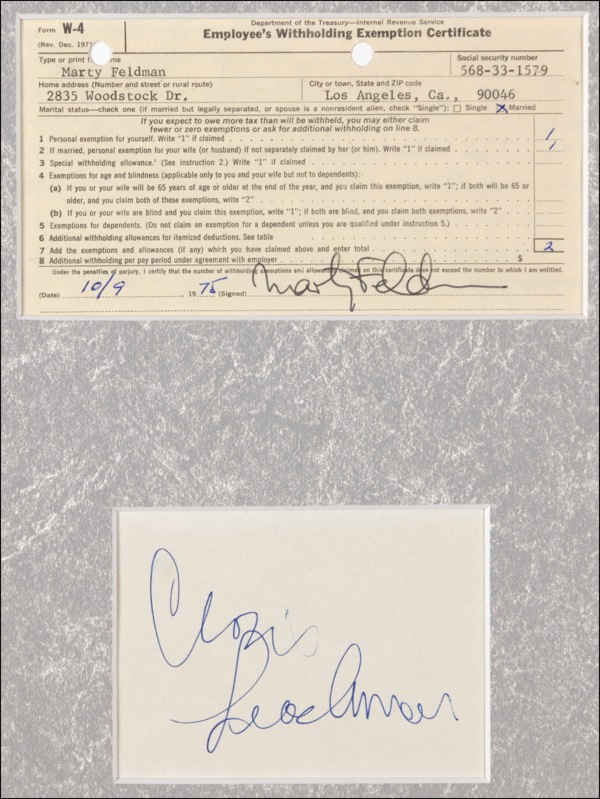 Form W-4
(Rev. Dec. 1971)
Department of the Treasury—Internal Revenue Service
Employee's Withholding Exemption Certificate
Type or print me
Marty Feldman
Social security number
568-33-1579
Home address (Number and street or rural route)
2835 Woodstock Dr.
City or town, State and ZIP code
Los Angeles, Ca., 90046
Marital status—check one (if married but legally separated, or spouse is a nonresident alien, check "Single"): ☐ Single ☒ Married
If you expect to owe more tax than will be withheld, you may either claim
fewer or zero exemptions or ask for additional withholding on line 8.
1 Personal exemption for yourself. Write "1" if claimed 1
2 If married, personal exemption for your wife (or husband) if not separately claimed by her (or him). Write "1" if claimed 1
3 Special withholding allowance.¹ (See instruction 2.) Write "1" if claimed
4 Exemptions for age and blindness (applicable only to you and your wife but not to dependents):
(a) If you or your wife will be 65 years of age or older at the end of the year, and you claim this exemption, write "1"; if both will be 65 or
older, and you claim both of these exemptions, write "2"
(b) If you or your wife are blind and you claim this exemption, write "1"; if both are blind, and you claim both exemptions, write "2"
5 Exemptions for dependents. (Do not claim an exemption for a dependent unless you are qualified under instruction 5.)
6 Additional withholding allowances for itemized deductions. See table
7 Add the exemptions and allowances (if any) which you have claimed above and enter total 2
8 Additional withholding per pay period under agreement with employer $
Under the penalties of perjury, I certify that the number of withholding exemptions and allowances claimed on this certificate does not exceed the number to which I am entitled.
(Date) 10/9 1975 (Signed) Marty Feldman
Cloris
Leachman